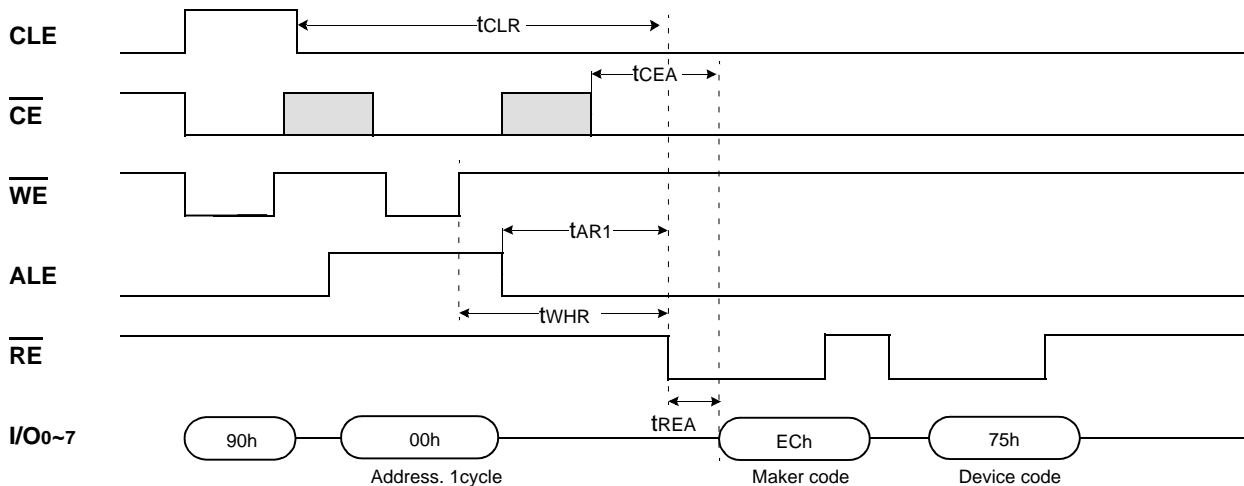 CLE
tCLR
tCEA
CE
WE
tAR1
ALE
tWHR
RE
tREA
I/O0~7
90h
00h
ECh
75h
Address. 1cycle
Maker code
Device code